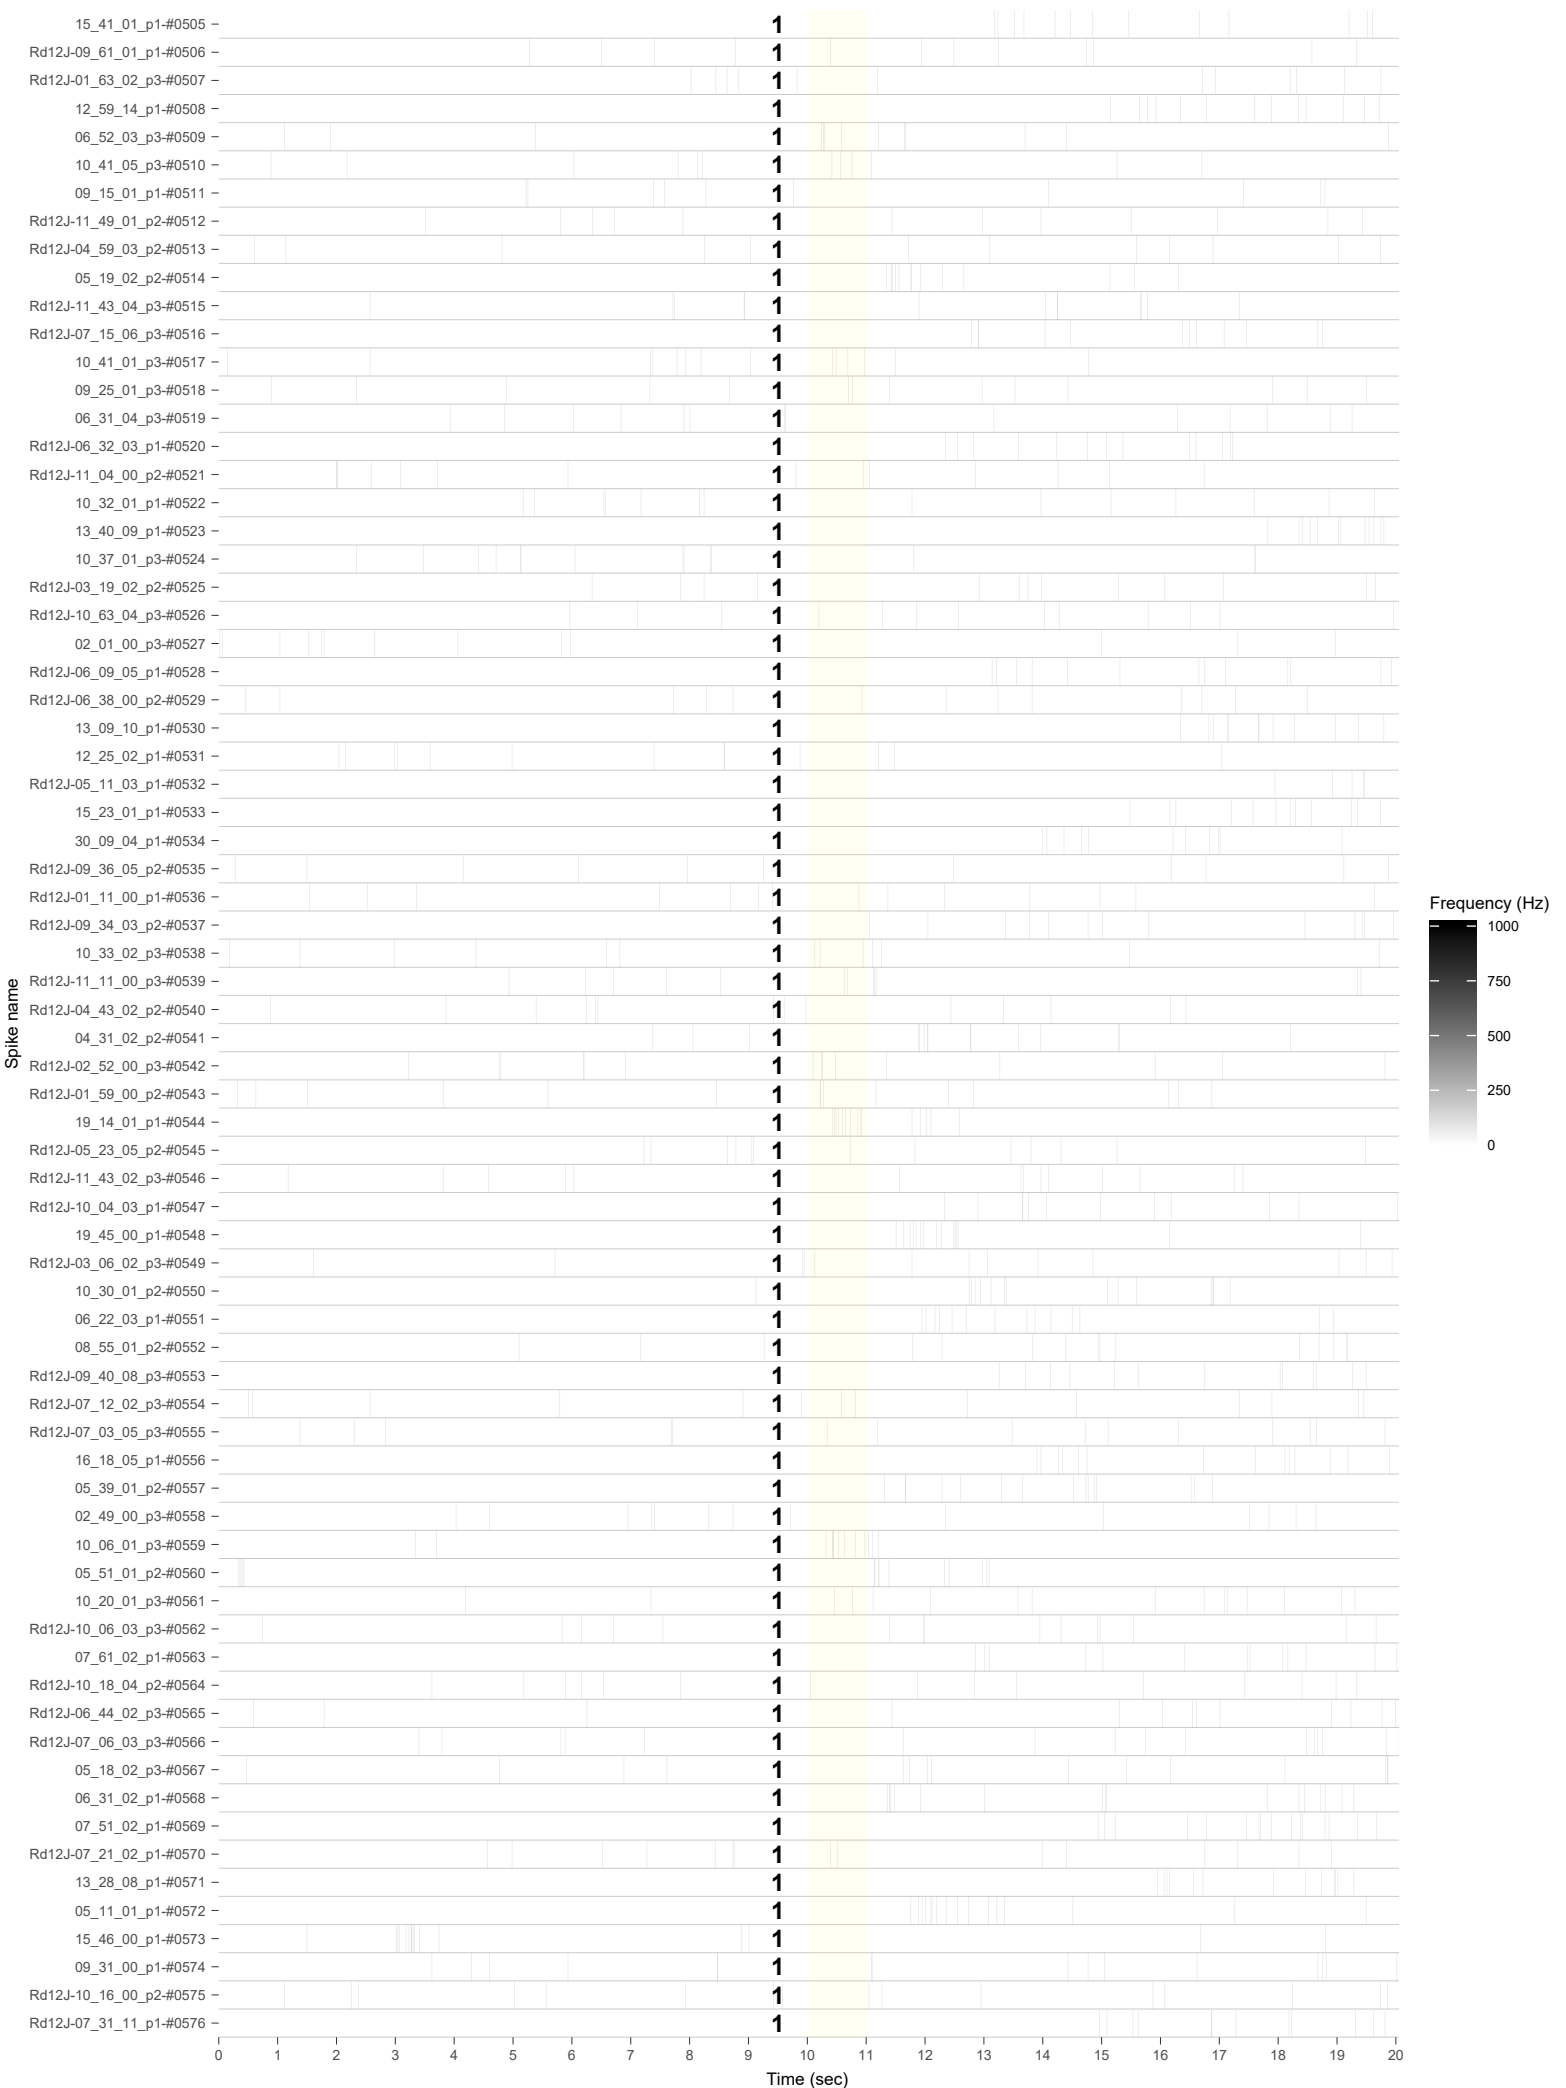 15_41_01_p1-#0505 1
Rd12J-09_61_01_p1-#0506 1
Rd12J-01_63_02_p3-#0507 1
12_59_14_p1-#0508 1
06_52_03_p3-#0509 1
10_41_05_p3-#0510 1
09_15_01_p1-#0511 1
Rd12J-11_49_01_p2-#0512 1
Rd12J-04_59_03_p2-#0513 1
05_19_02_p2-#0514 1
Rd12J-11_43_04_p3-#0515 1
Rd12J-07_15_06_p3-#0516 1
10_41_01_p3-#0517 1
09_25_01_p3-#0518 1
06_31_04_p3-#0519 1
Rd12J-06_32_03_p1-#0520 1
Rd12J-11_04_00_p2-#0521 1
10_32_01_p1-#0522 1
13_40_09_p1-#0523 1
10_37_01_p3-#0524 1
Rd12J-03_19_02_p2-#0525 1
Rd12J-10_63_04_p3-#0526 1
02_01_00_p3-#0527 1
Rd12J-06_09_05_p1-#0528 1
Rd12J-06_38_00_p2-#0529 1
13_09_10_p1-#0530 1
12_25_02_p1-#0531 1
Rd12J-05_11_03_p1-#0532 1
15_23_01_p1-#0533 1
30_09_04_p1-#0534 1
Rd12J-09_36_05_p2-#0535 1
Rd12J-01_11_00_p1-#0536 1
Rd12J-09_34_03_p2-#0537 1
10_33_02_p3-#0538 1
Rd12J-11_11_00_p3-#0539 1
Rd12J-04_43_02_p2-#0540 1
04_31_02_p2-#0541 1
Rd12J-02_52_00_p3-#0542 1
Rd12J-01_59_00_p2-#0543 1
19_14_01_p1-#0544 1
Rd12J-05_23_05_p2-#0545 1
Rd12J-11_43_02_p3-#0546 1
Rd12J-10_04_03_p1-#0547 1
19_45_00_p1-#0548 1
Rd12J-03_06_02_p3-#0549 1
10_30_01_p2-#0550 1
06_22_03_p1-#0551 1
08_55_01_p2-#0552 1
Rd12J-09_40_08_p3-#0553 1
Rd12J-07_12_02_p3-#0554 1
Rd12J-07_03_05_p3-#0555 1
16_18_05_p1-#0556 1
05_39_01_p2-#0557 1
02_49_00_p3-#0558 1
10_06_01_p3-#0559 1
05_51_01_p2-#0560 1
10_20_01_p3-#0561 1
Rd12J-10_06_03_p3-#0562 1
07_61_02_p1-#0563 1
Rd12J-10_18_04_p2-#0564 1
Rd12J-06_44_02_p3-#0565 1
Rd12J-07_06_03_p3-#0566 1
05_18_02_p3-#0567 1
06_31_02_p1-#0568 1
07_51_02_p1-#0569 1
Rd12J-07_21_02_p1-#0570 1
13_28_08_p1-#0571 1
05_11_01_p1-#0572 1
15_46_00_p1-#0573 1
09_31_00_p1-#0574 1
Rd12J-10_16_00_p2-#0575 1
Rd12J-07_31_11_p1-#0576 1
0 1 2 3 4 5 6 7 8 9 10 11 12 13 14 15 16 17 18 19 20
Time (sec)
Spike name
Frequency (Hz)
1000
750
500
250
0